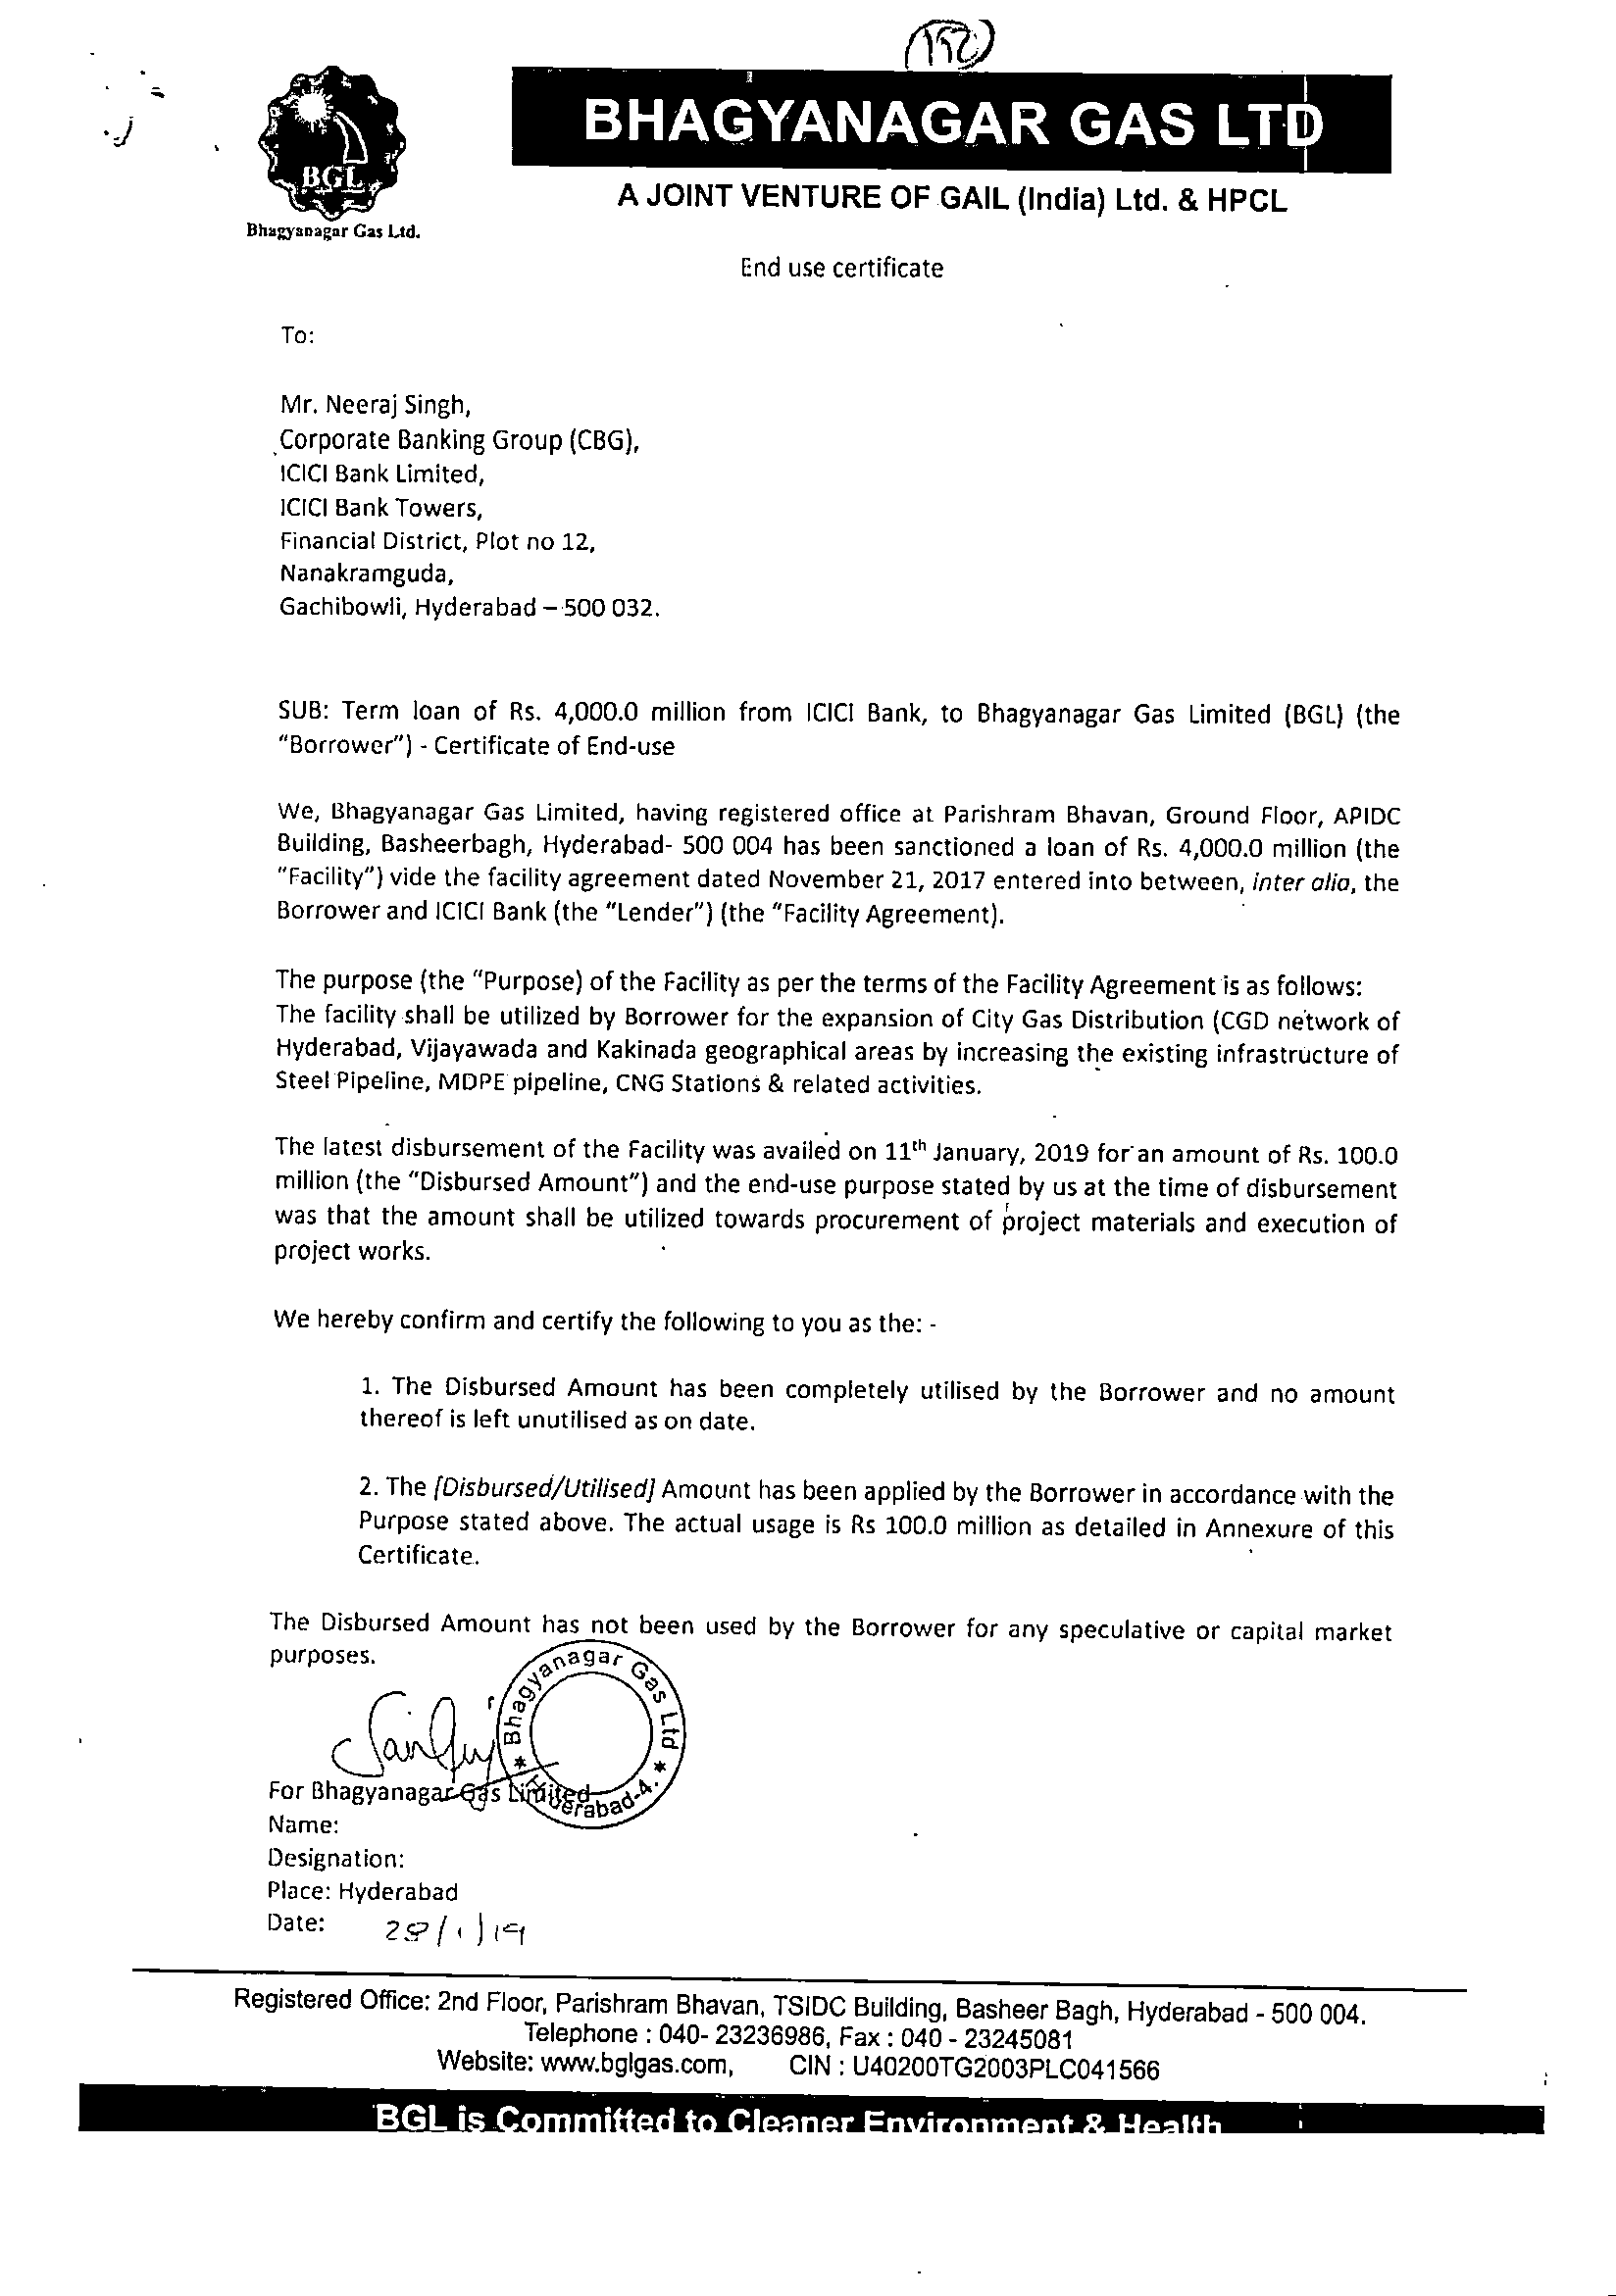 152
BHAGYANAGAR GAS LTD
A JOINT VENTURE OF GAIL (India) Ltd. & HPCL
BGL
Bhagyanagar Gas Ltd.
End use certificate
To:
Mr. Neeraj Singh,
Corporate Banking Group (CBG),
ICICI Bank Limited,
ICICI Bank Towers,
Financial District, Plot no 12,
Nanakramguda,
Gachibowli, Hyderabad – 500 032.
SUB: Term loan of Rs. 4,000.0 million from ICICI Bank, to Bhagyanagar Gas Limited (BGL) (the
"Borrower") - Certificate of End-use
We, Bhagyanagar Gas Limited, having registered office at Parishram Bhavan, Ground Floor, APIDC
Building, Basheerbagh, Hyderabad- 500 004 has been sanctioned a loan of Rs. 4,000.0 million (the
"Facility") vide the facility agreement dated November 21, 2017 entered into between, inter alia, the
Borrower and ICICI Bank (the "Lender") (the "Facility Agreement).
The purpose (the "Purpose) of the Facility as per the terms of the Facility Agreement is as follows:
The facility shall be utilized by Borrower for the expansion of City Gas Distribution (CGD network of
Hyderabad, Vijayawada and Kakinada geographical areas by increasing the existing infrastructure of
Steel Pipeline, MDPE pipeline, CNG Stations & related activities.
The latest disbursement of the Facility was availed on 11th January, 2019 for an amount of Rs. 100.0
million (the "Disbursed Amount") and the end-use purpose stated by us at the time of disbursement
was that the amount shall be utilized towards procurement of project materials and execution of
project works.
We hereby confirm and certify the following to you as the: -
1. The Disbursed Amount has been completely utilised by the Borrower and no amount
thereof is left unutilised as on date.
2. The [Disbursed/Utilised] Amount has been applied by the Borrower in accordance with the
Purpose stated above. The actual usage is Rs 100.0 million as detailed in Annexure of this
Certificate.
The Disbursed Amount has not been used by the Borrower for any speculative or capital market
purposes.
Bhagyanagar Gas Ltd. * Hyderabad-4. *
For Bhagyanagar Gas Limited
Name:
Designation:
Place: Hyderabad
Date: 28/1/19
Registered Office: 2nd Floor, Parishram Bhavan, TSIDC Building, Basheer Bagh, Hyderabad - 500 004.
Telephone : 040- 23236986, Fax : 040 - 23245081
Website: www.bglgas.com, CIN : U40200TG2003PLC041566
BGL is Committed to Cleaner Environment & Health